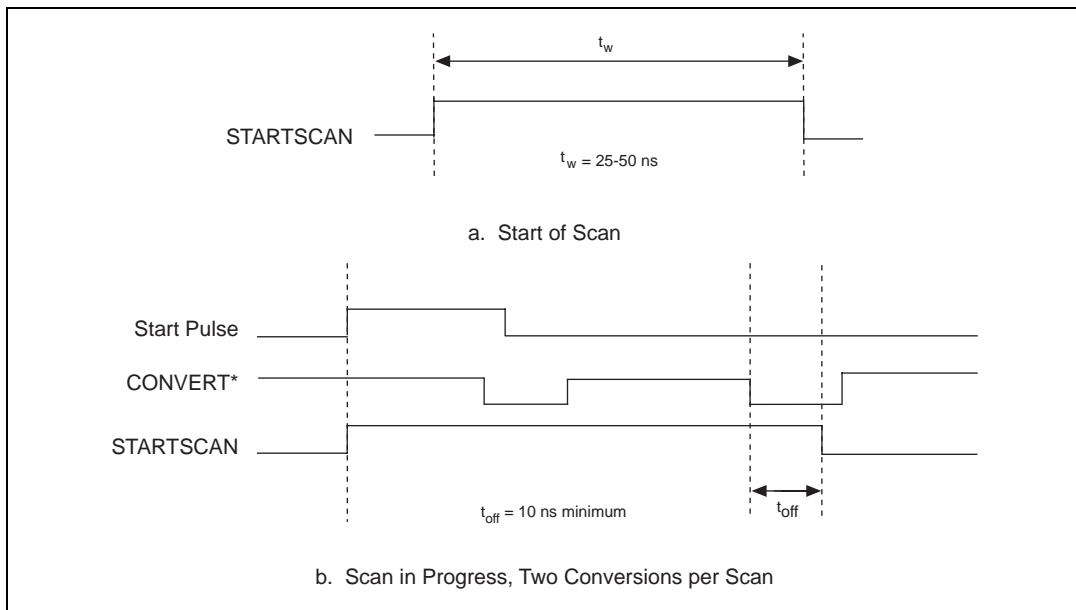 t_w
STARTSCAN
t_w = 25-50 ns
a. Start of Scan
Start Pulse
CONVERT*
STARTSCAN
t_off = 10 ns minimum
t_off
b. Scan in Progress, Two Conversions per Scan